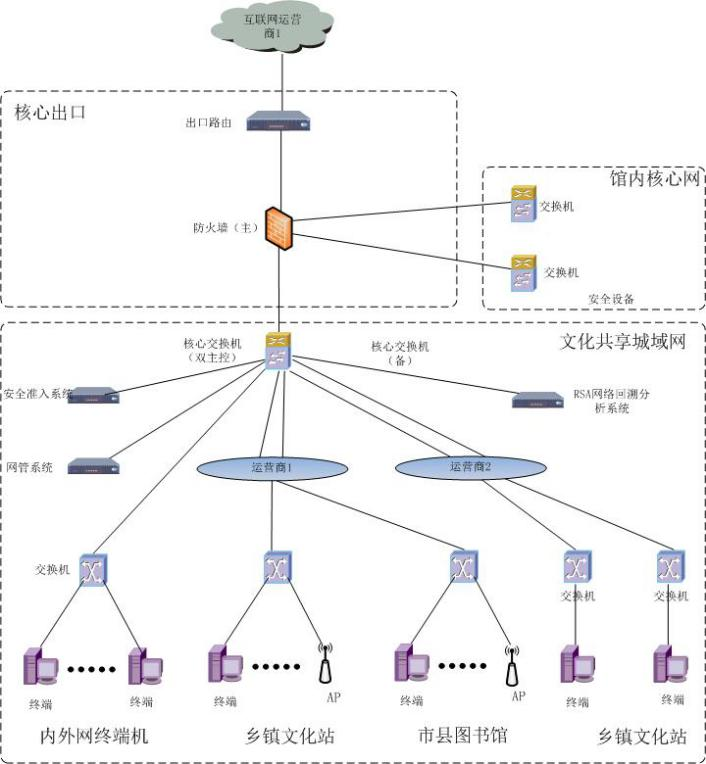 互联网运营
商1
核心出口
出口路由
馆内核心网
交换机
防火墙（主）
交换机
安全设备
核心交换机
（双主控）
核心交换机
（备）
文化共享城域网
安全准入系统
RSA网络回溯分
析系统
网管系统
运营商1
运营商2
交换机
交换机
交换机
终端
终端
终端
AP
终端
AP
终端
终端
内外网终端机
乡镇文化站
市县图书馆
乡镇文化站